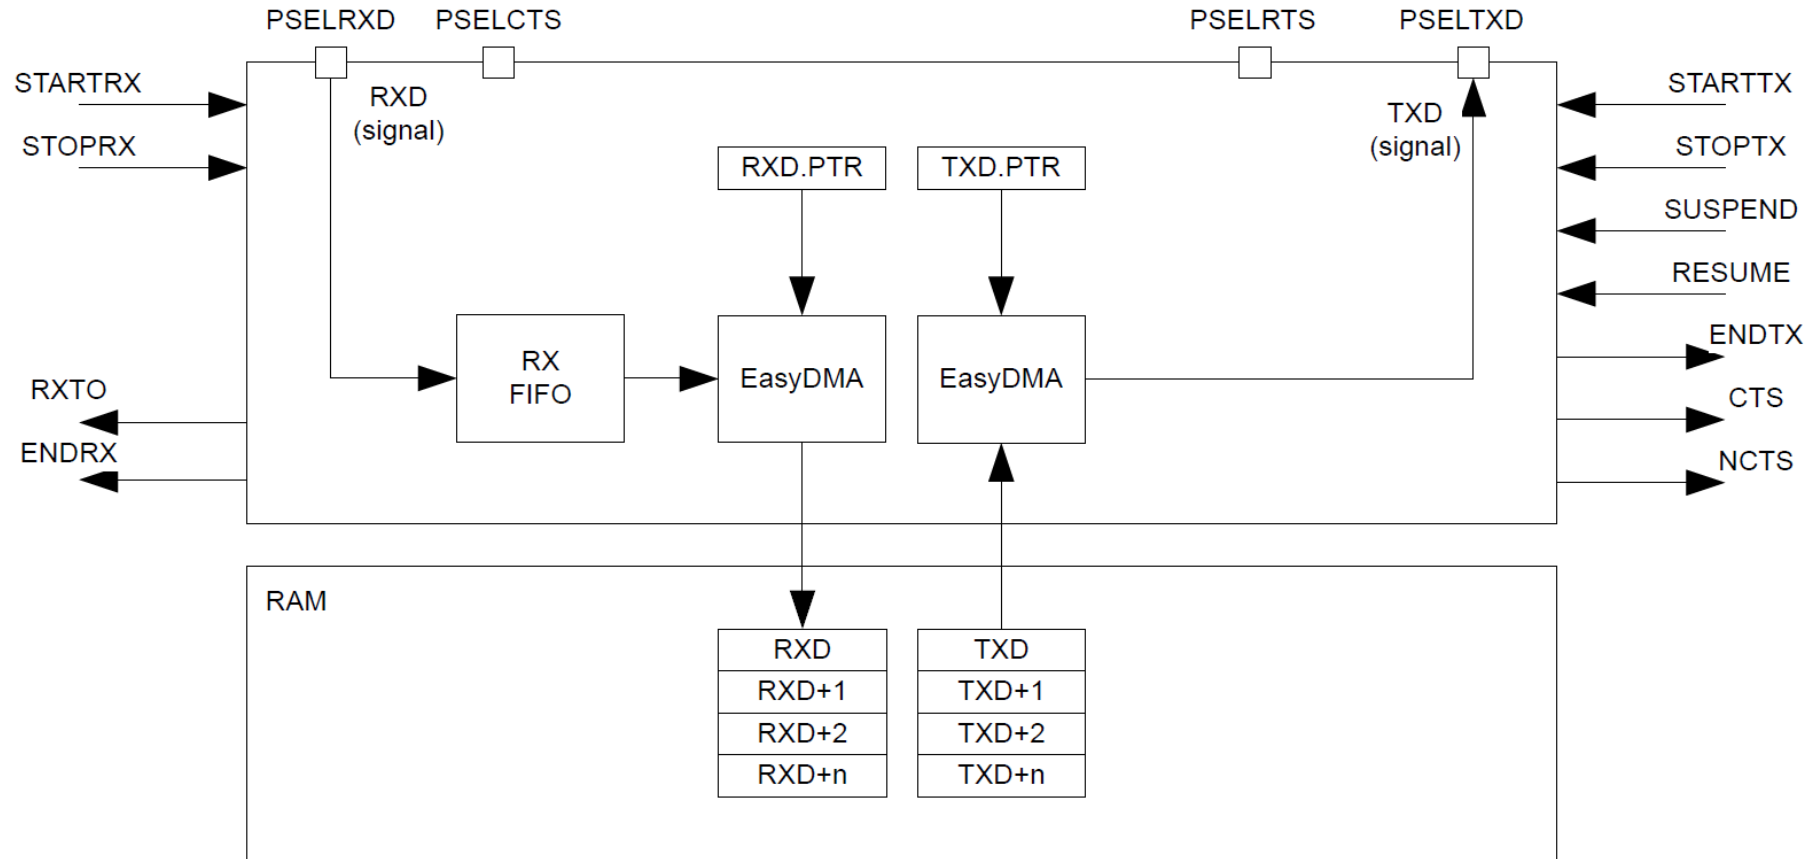 PSELRXD
PSELCTS
PSELRTS
PSELTXD
STARTRX
STOPRX
RXD
(signal)
TXD
(signal)
STARTTX
STOPTX
SUSPEND
RESUME
RXD.PTR
TXD.PTR
RX
FIFO
EasyDMA
EasyDMA
RXTO
ENDRX
ENDTX
CTS
NCTS
RAM
RXD
RXD+1
RXD+2
RXD+n
TXD
TXD+1
TXD+2
TXD+n